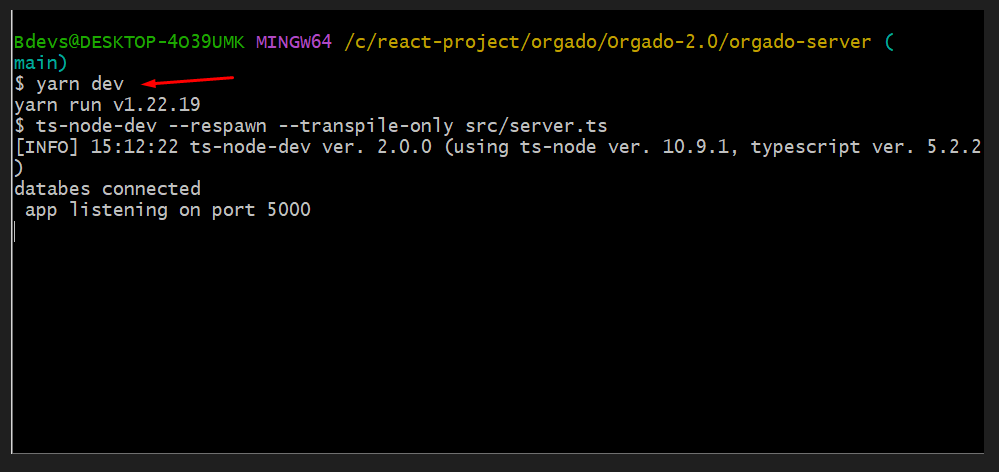 Bdevs@DESKTOP-4O39UMK MINGW64 /c/react-project/orgado/Orgado-2.0/orgado-server (
main)
$ yarn dev
yarn run v1.22.19
$ ts-node-dev --respawn --transpile-only src/server.ts
[INFO] 15:12:22 ts-node-dev ver. 2.0.0 (using ts-node ver. 10.9.1, typescript ver. 5.2.2
)
databes connected
 app listening on port 5000